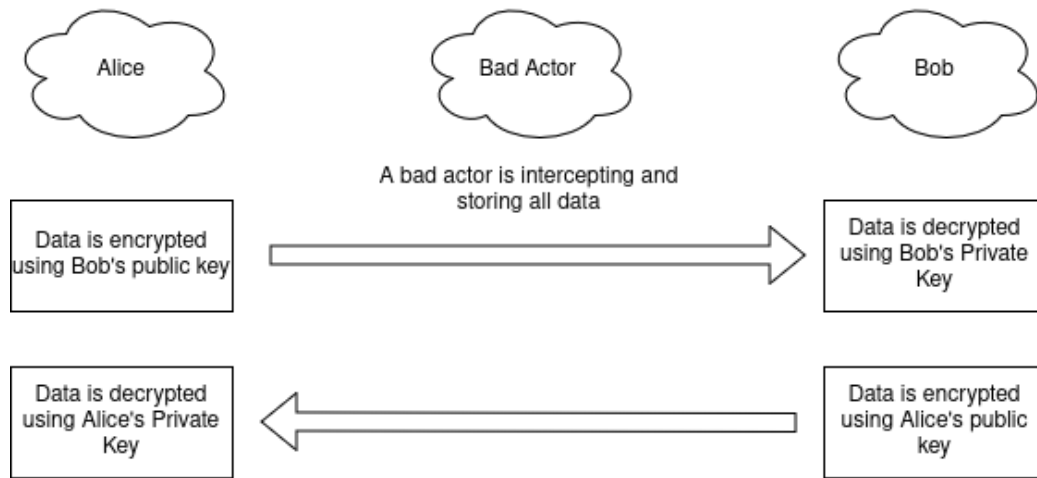 Alice
Bad Actor
Bob
A bad actor is intercepting and
storing all data
Data is encrypted
using Bob's public key
Data is decrypted
using Bob's Private
Key
Data is decrypted
using Alice's Private
Key
Data is encrypted
using Alice's public
key